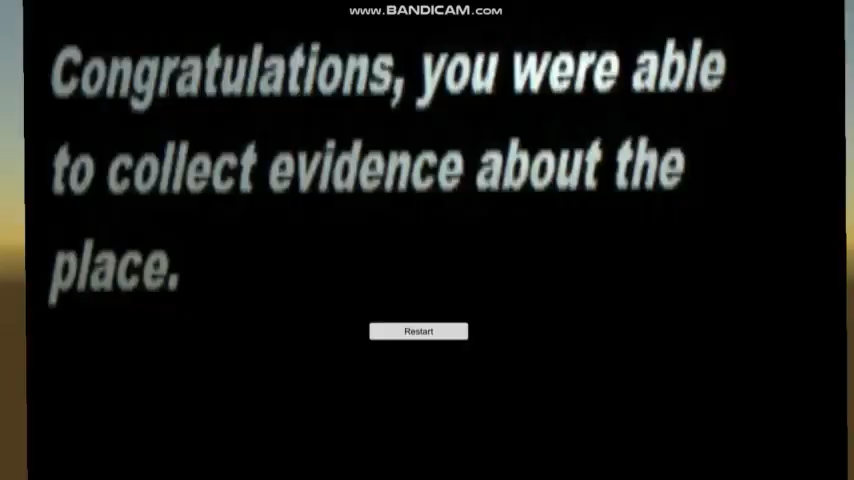 www.BANDICAM.com
Congratulations, you were able
to collect evidence about the
place.
Restart